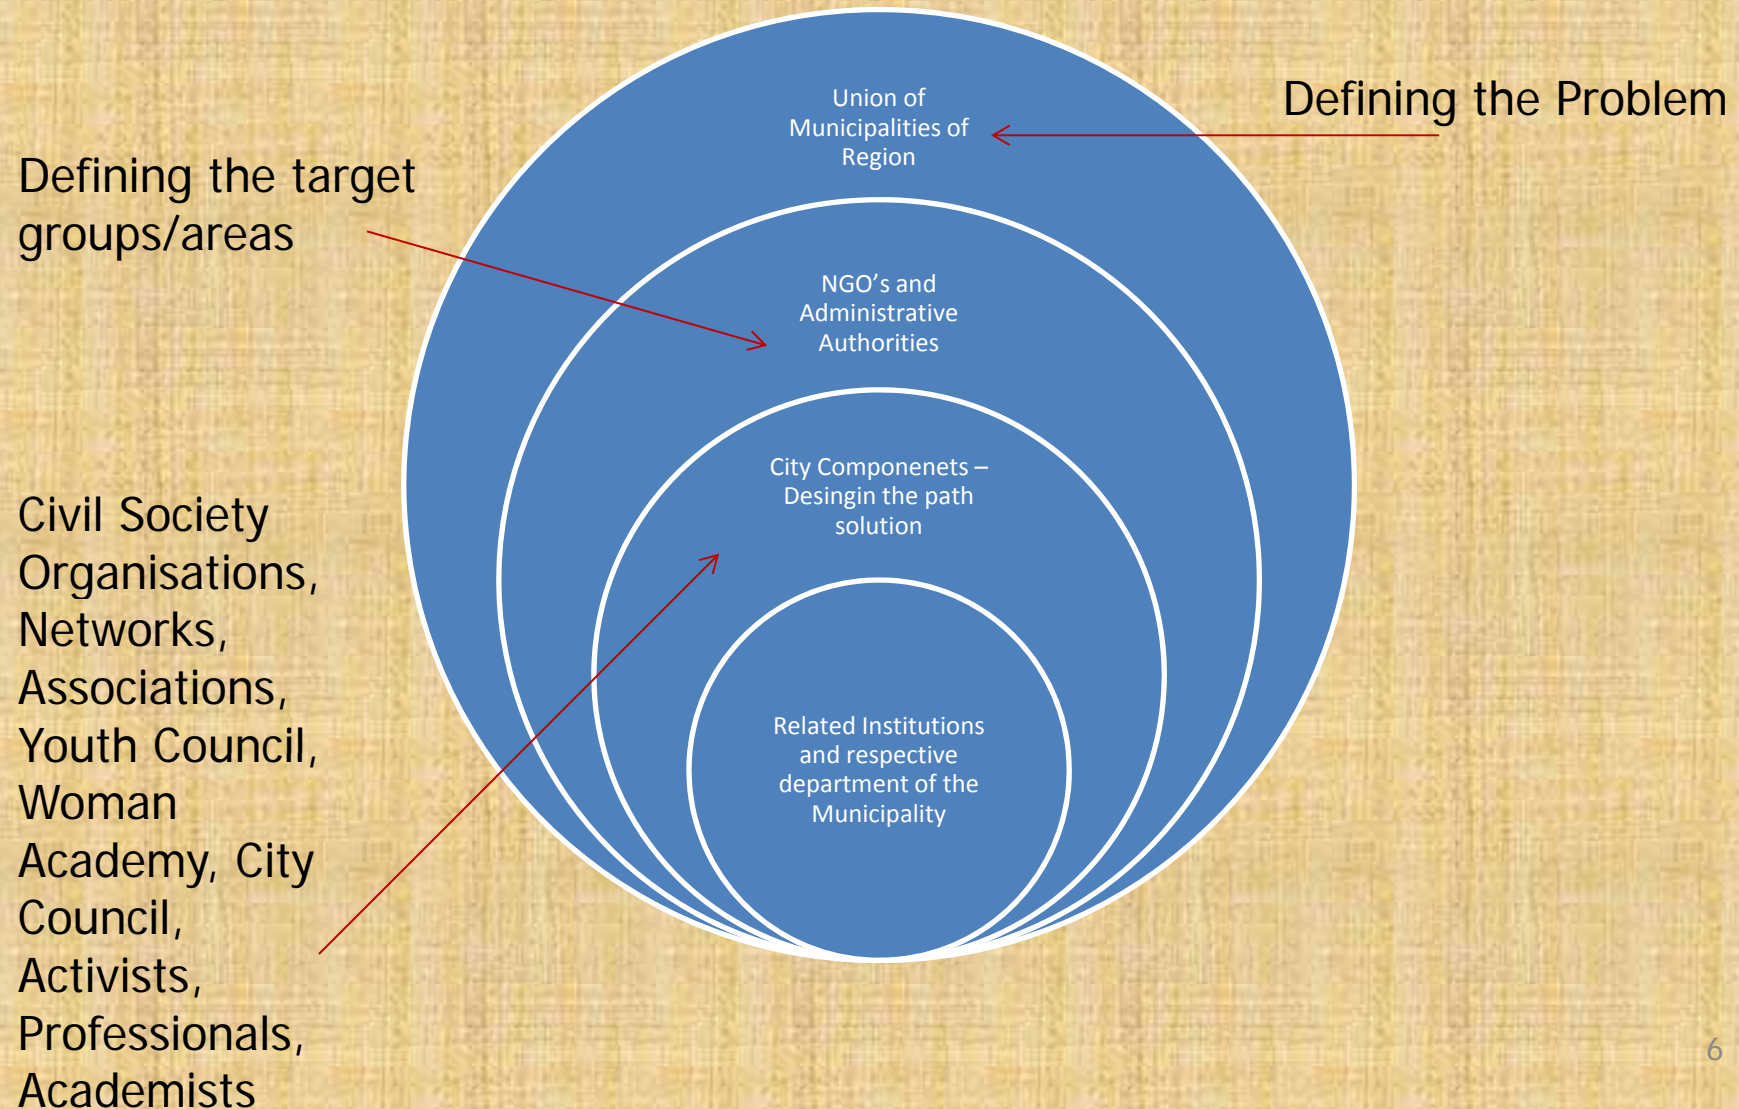 Union of
Municipalities of
Region
Defining the Problem
Defining the target
groups/areas
NGO’s and
Administrative
Authorities
City Componenets –
Desingin the path
solution
Civil Society
Organisations,
Networks,
Associations,
Youth Council,
Woman
Academy, City
Council,
Activists,
Professionals,
Academists
Related Institutions
and respective
department of the
Municipality
6